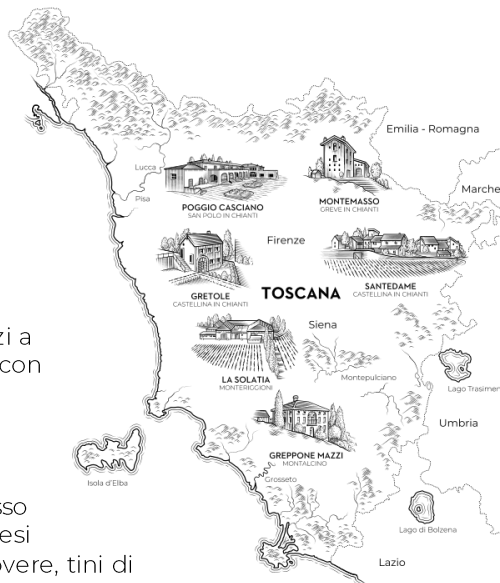 Emilia - Romagna
Lucca
Marche
Pisa
POGGIO CASCIANO
SAN POLO IN CHIANTI
MONTEMASSO
GREVE IN CHIANTI
Firenze
GRETOLE
CASTELLINA IN CHIANTI
TOSCANA
SANTEDAME
CASTELLINA IN CHIANTI
Siena
zi a
con
LA SOLATIA
MONTERIGGIONI
Montepulciano
Lago Trasimen
Umbria
GREPPONE MAZZI
MONTALCINO
Grosseto
Isola d'Elba
sso
esi
overe, tini di
Lago di Bolzena
Lazio